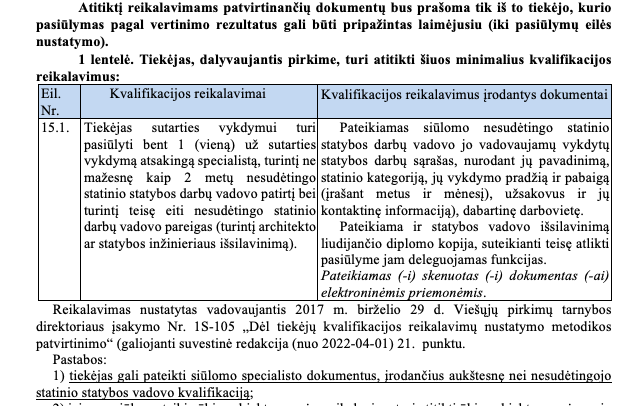 Atitiktį reikalavimams patvirtinančių dokumentų bus prašoma tik iš to tiekėjo, kurio
pasiūlymas pagal vertinimo rezultatus gali būti pripažintas laimėjusiu (iki pasiūlymų eilės
nustatymo).
1 lentelė. Tiekėjas, dalyvaujantis pirkime, turi atitikti šiuos minimalius kvalifikacijos
reikalavimus:
Eil.
Nr.
Kvalifikacijos reikalavimai
Kvalifikacijos reikalavimus įrodantys dokumentai
15.1.
Tiekėjas sutarties vykdymui turi
pasiūlyti bent 1 (vieną) už sutarties
vykdymą atsakingą specialistą, turintį ne
mažesnę kaip 2 metų nesudėtingo
statinio statybos darbų vadovo patirtį bei
turintį teisę eiti nesudėtingo statinio
darbų vadovo pareigas (turintį architekto
ar statybos inžinieriaus išsilavinimą).
Pateikiamas siūlomo nesudėtingo statinio
statybos darbų vadovo jo vadovaujamų vykdytų
statybos darbų sąrašas, nurodant jų pavadinimą,
statinio kategoriją, jų vykdymo pradžią ir pabaigą
(įrašant metus ir mėnesį), užsakovus ir jų
kontaktinę informaciją), dabartinę darbovietę.
Pateikiama ir statybos vadovo išsilavinimą
liudijančio diplomo kopija, suteikianti teisę atlikti
pasiūlyme jam deleguojamas funkcijas.
Pateikiamas (-i) skenuotas (-i) dokumentas (-ai)
elektroninėmis priemonėmis.
Reikalavimas nustatytas vadovaujantis 2017 m. birželio 29 d. Viešųjų pirkimų tarnybos
direktoriaus įsakymo Nr. 1S-105 „Dėl tiekėjų kvalifikacijos reikalavimų nustatymo metodikos
patvirtinimo“ (galiojanti suvestinė redakcija (nuo 2022-04-01) 21. punktu.
Pastabos:
1) tiekėjas gali pateikti siūlomo specialisto dokumentus, įrodančius aukštesnę nei nesudėtingojo
statinio statybos vadovo kvalifikaciją;